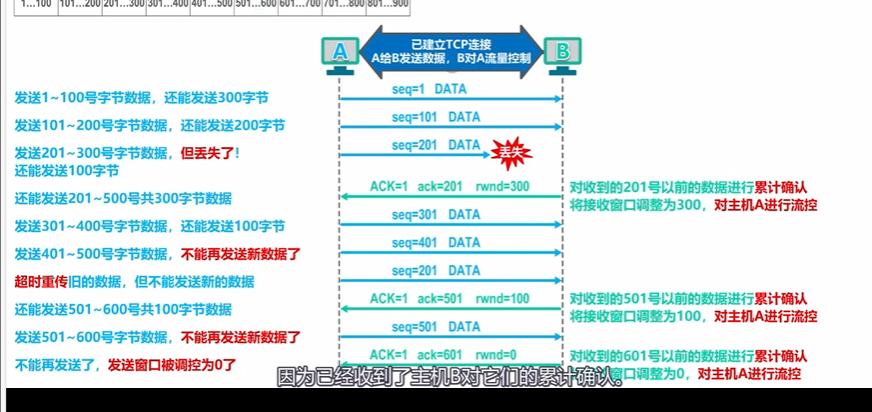 1…100 101…200 201…300 301…400 401…500 501…600 601…700 701…800 801…900
已建立TCP连接
A给B发送数据，B对A流量控制
A
B
发送1~100号字节数据，还能发送300字节
seq=1 DATA
发送101~200号字节数据，还能发送200字节
seq=101 DATA
发送201~300号字节数据，但丢失了！
还能发送100字节
seq=201 DATA
丢失
还能发送201~500号共300字节数据
ACK=1 ack=201 rwnd=300
对收到的201号以前的数据进行累计确认
将接收窗口调整为300，对主机A进行流控
发送301~400号字节数据，还能发送100字节
seq=301 DATA
发送401~500号字节数据，不能再发送新数据了
seq=401 DATA
超时重传旧的数据，但不能发送新的数据
seq=201 DATA
还能发送501~600号共100字节数据
ACK=1 ack=501 rwnd=100
对收到的501号以前的数据进行累计确认
将接收窗口调整为100，对主机A进行流控
发送501~600号字节数据，不能再发送新数据了
seq=501 DATA
不能再发送了，发送窗口被调控为0了
ACK=1 ack=601 rwnd=0
对收到的601号以前的数据进行累计确认
窗口调整为0，对主机A进行流控
因为已经收到了主机B对它们的累计确认。